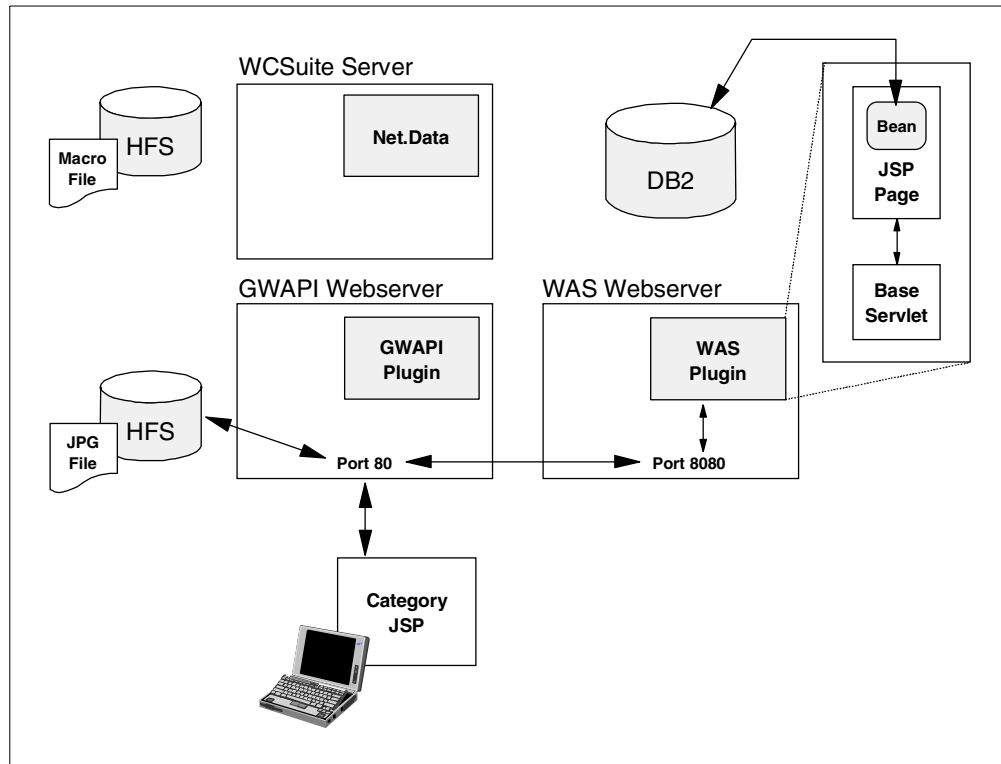 WCSuite Server
HFS
Macro
File
Net.Data
DB2
Bean
JSP
Page
Base
Servlet
GWAPI Webserver
GWAPI
Plugin
HFS
JPG
File
Port 80
WAS Webserver
WAS
Plugin
Port 8080
Category
JSP